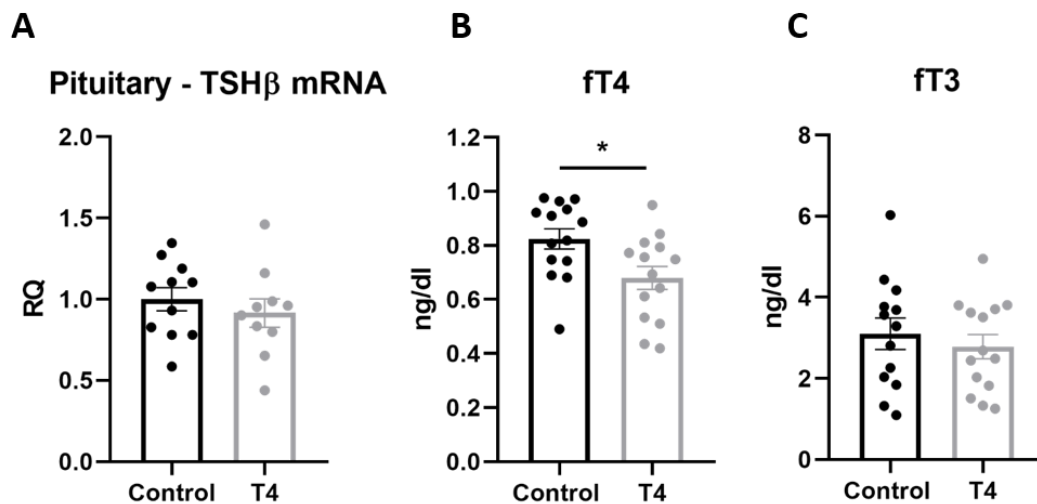 A
Pituitary - TSHβ mRNA
RQ
2.0
1.5
1.0
0.5
0.0
Control T4
B
fT4
*
ng/dl
1.2
1.0
0.8
0.6
0.4
0.2
0.0
Control T4
C
fT3
ng/dl
8
6
4
2
0
Control T4